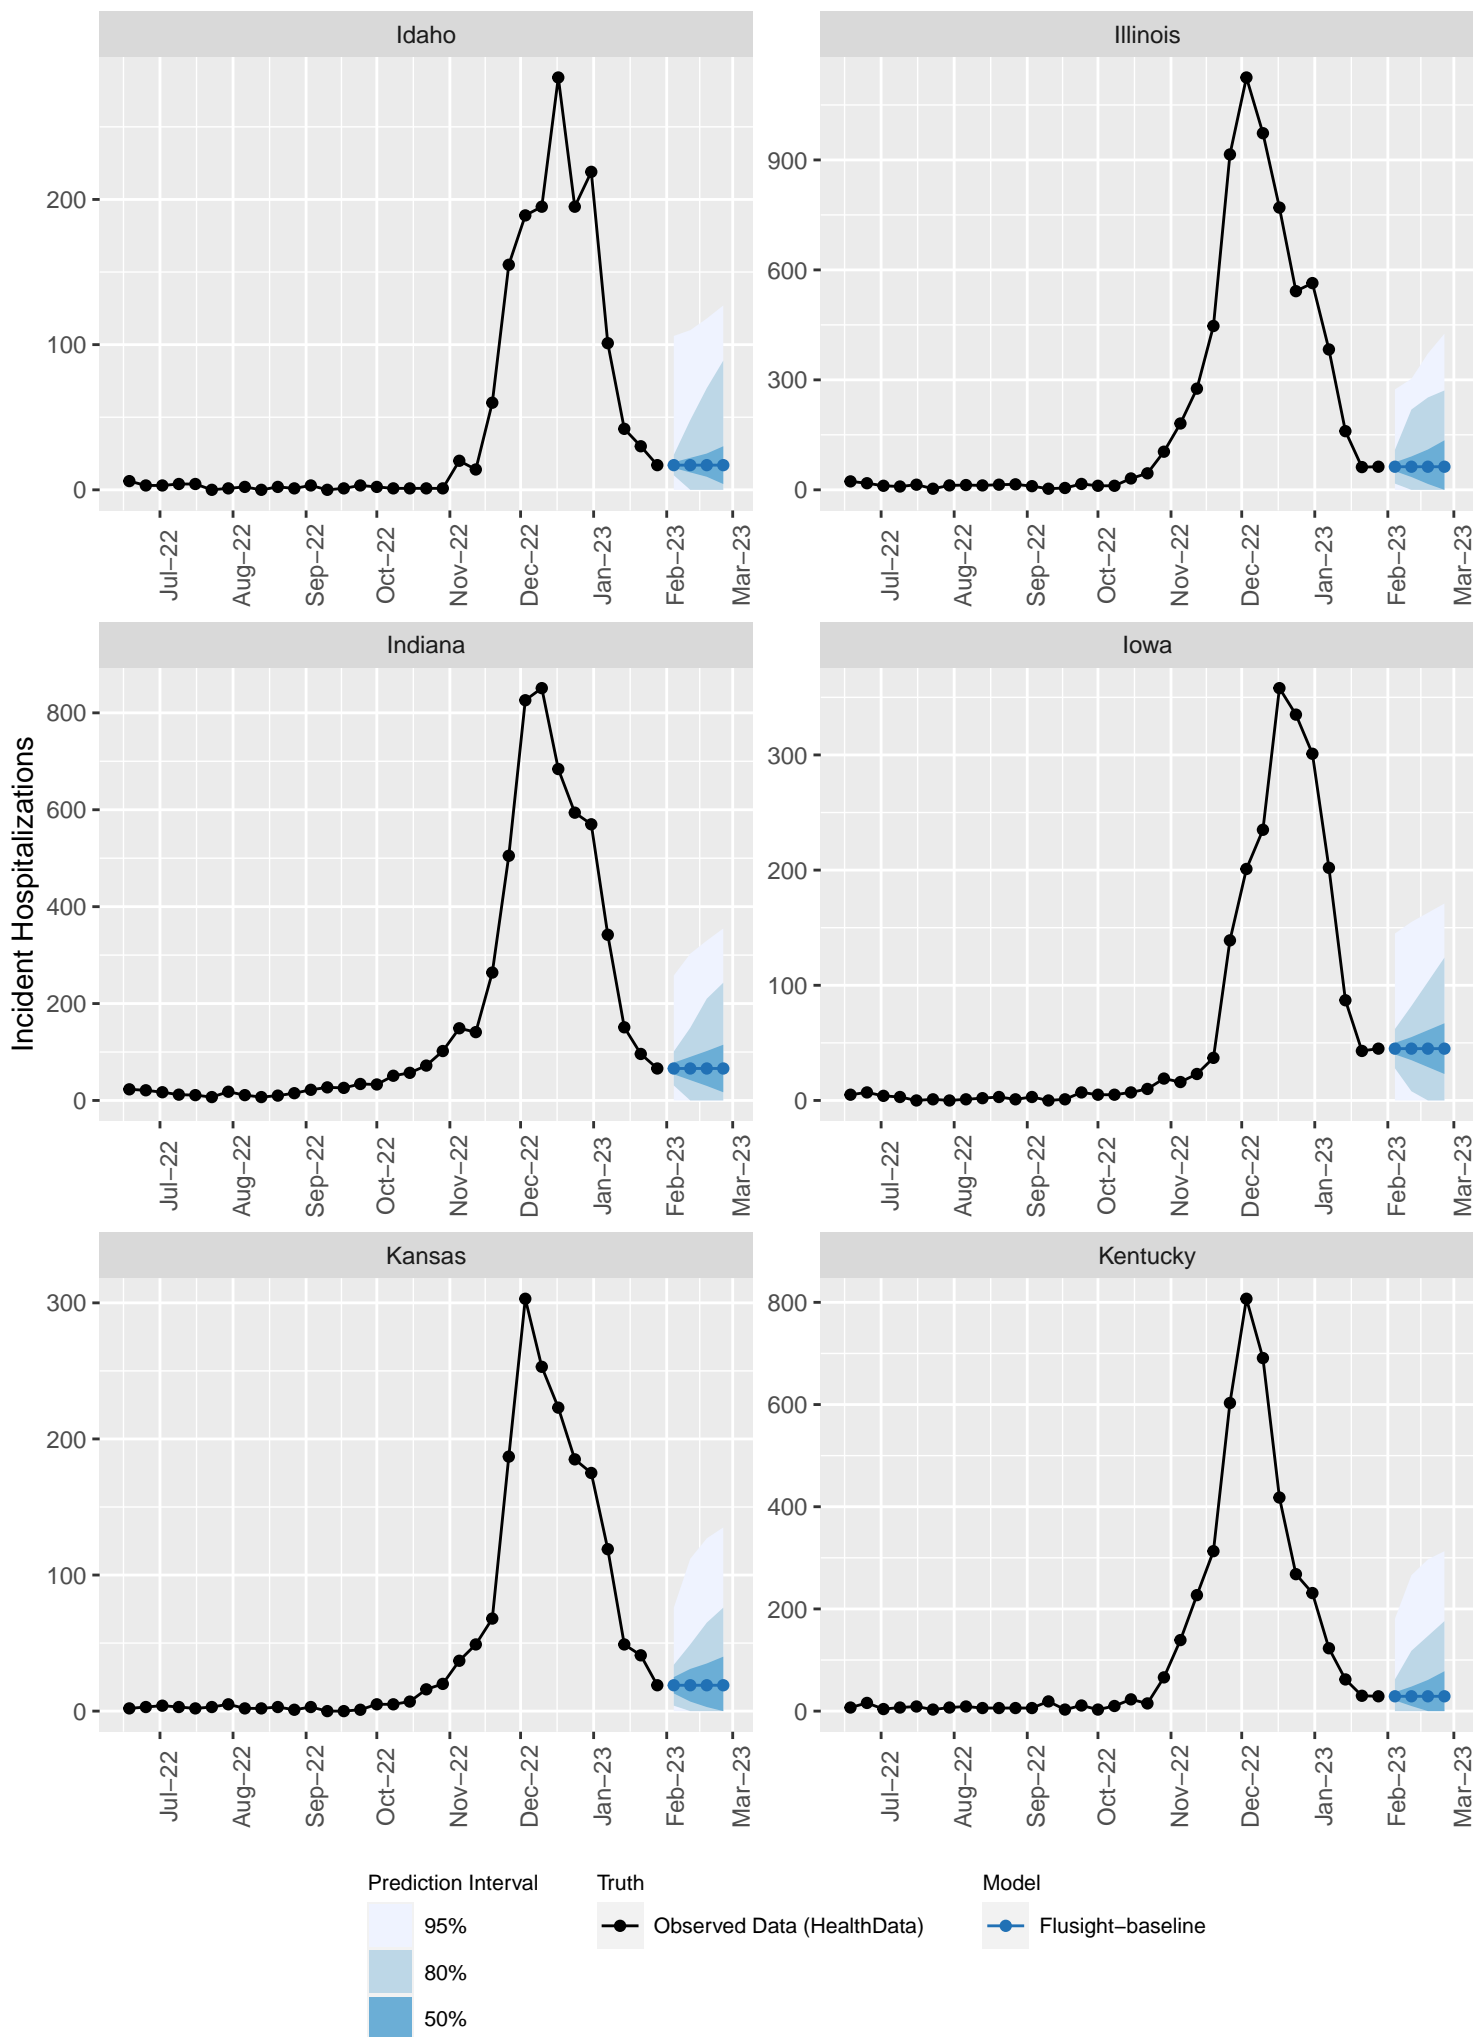 Idaho
Illinois
200
100
0
900
600
300
0
Jul−22
Aug−22
Sep−22
Oct−22
Nov−22
Dec−22
Jan−23
Feb−23
Mar−23
Jul−22
Aug−22
Sep−22
Oct−22
Nov−22
Dec−22
Jan−23
Feb−23
Mar−23
Incident Hospitalizations
Indiana
Iowa
800
600
400
200
0
300
200
100
0
Jul−22
Aug−22
Sep−22
Oct−22
Nov−22
Dec−22
Jan−23
Feb−23
Mar−23
Jul−22
Aug−22
Sep−22
Oct−22
Nov−22
Dec−22
Jan−23
Feb−23
Mar−23
Kansas
Kentucky
300
200
100
0
800
600
400
200
0
Jul−22
Aug−22
Sep−22
Oct−22
Nov−22
Dec−22
Jan−23
Feb−23
Mar−23
Jul−22
Aug−22
Sep−22
Oct−22
Nov−22
Dec−22
Jan−23
Feb−23
Mar−23
Prediction Interval
95%
80%
50%
Truth
Observed Data (HealthData)
Model
Flusight−baseline